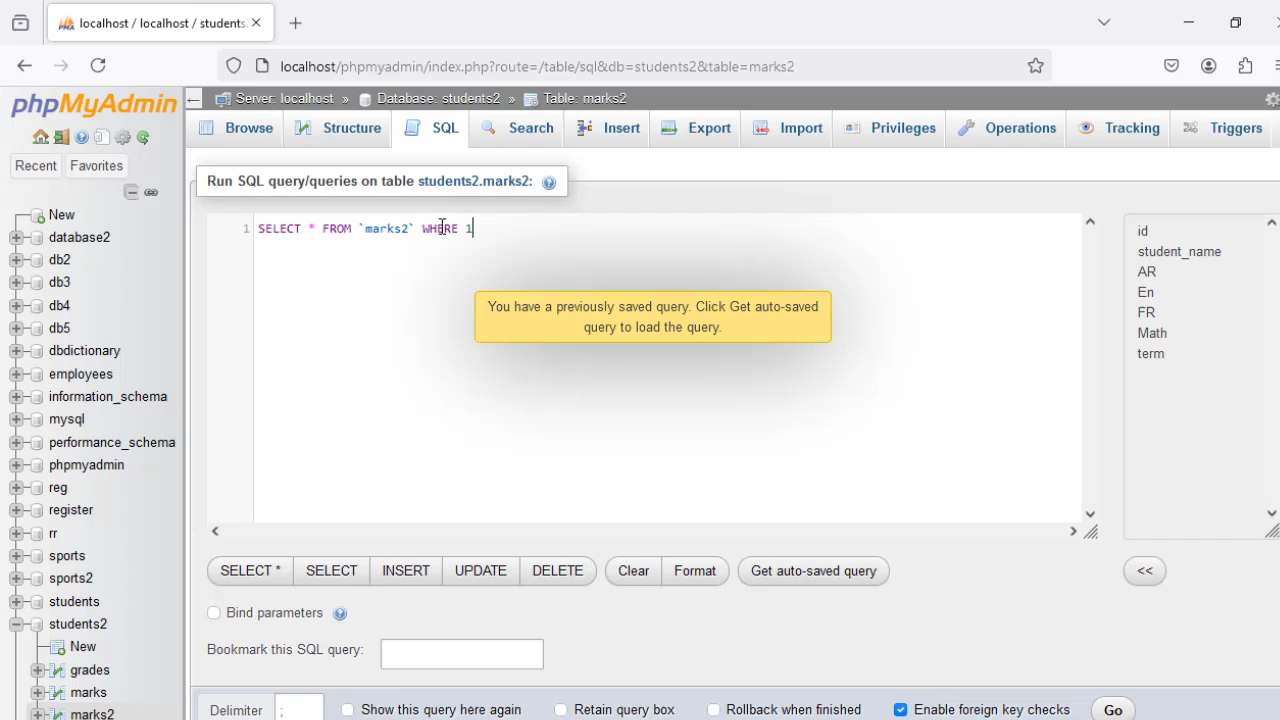 localhost / localhost / students
localhost/phpmyadmin/index.php?route=/table/sql&db=students2&table=marks2
phpMyAdmin
Server: localhost » Database: students2 » Table: marks2
Browse Structure SQL Search Insert Export Import Privileges Operations Tracking Triggers
Recent Favorites
Run SQL query/queries on table students2.marks2:
New
database2
db2
db3
db4
db5
dbdictionary
employees
information_schema
mysql
performance_schema
phpmyadmin
reg
register
rr
sports
sports2
students
students2
New
grades
marks
marks2
1 SELECT * FROM `marks2` WHERE 1
You have a previously saved query. Click Get auto-saved
query to load the query.
id
student_name
AR
En
FR
Math
term
SELECT * SELECT INSERT UPDATE DELETE Clear Format Get auto-saved query <<
Bind parameters
Bookmark this SQL query:
Delimiter ; Show this query here again Retain query box Rollback when finished Enable foreign key checks Go